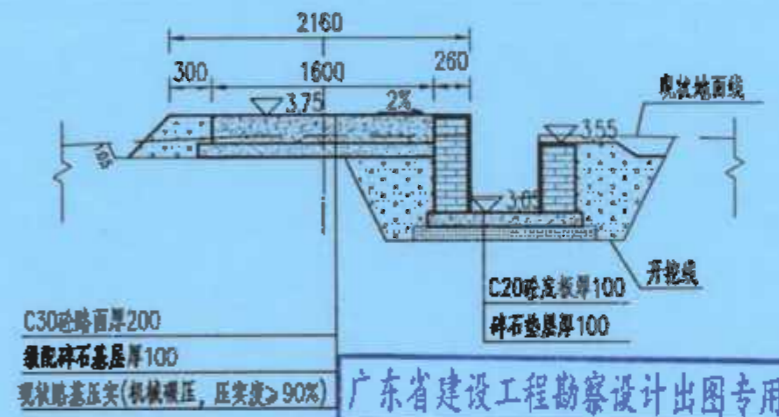 2160
300 1600 260
现状地面线
3.75 2%
3.55
3.05
开挖线
C20砼底板厚100
碎石垫层厚100
C30砼路面厚200
级配碎石基层厚100
现状路基压实(机械碾压，压实度≥90%)
广东省建设工程勘察设计出图专用